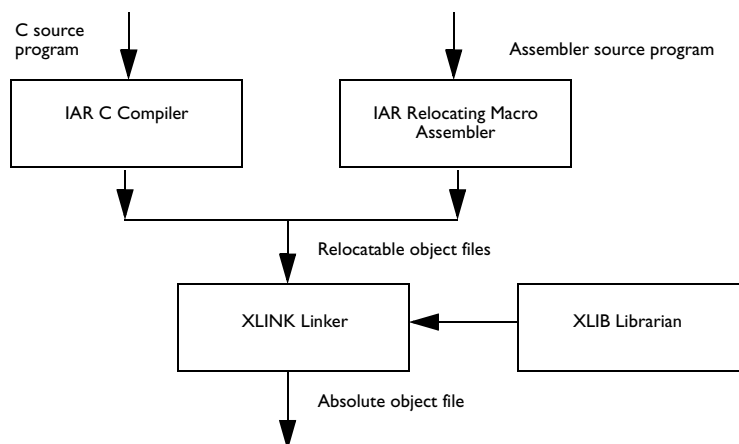 C source
program
Assembler source program
IAR C Compiler
IAR Relocating Macro
Assembler
Relocatable object files
XLINK Linker
XLIB Librarian
Absolute object file